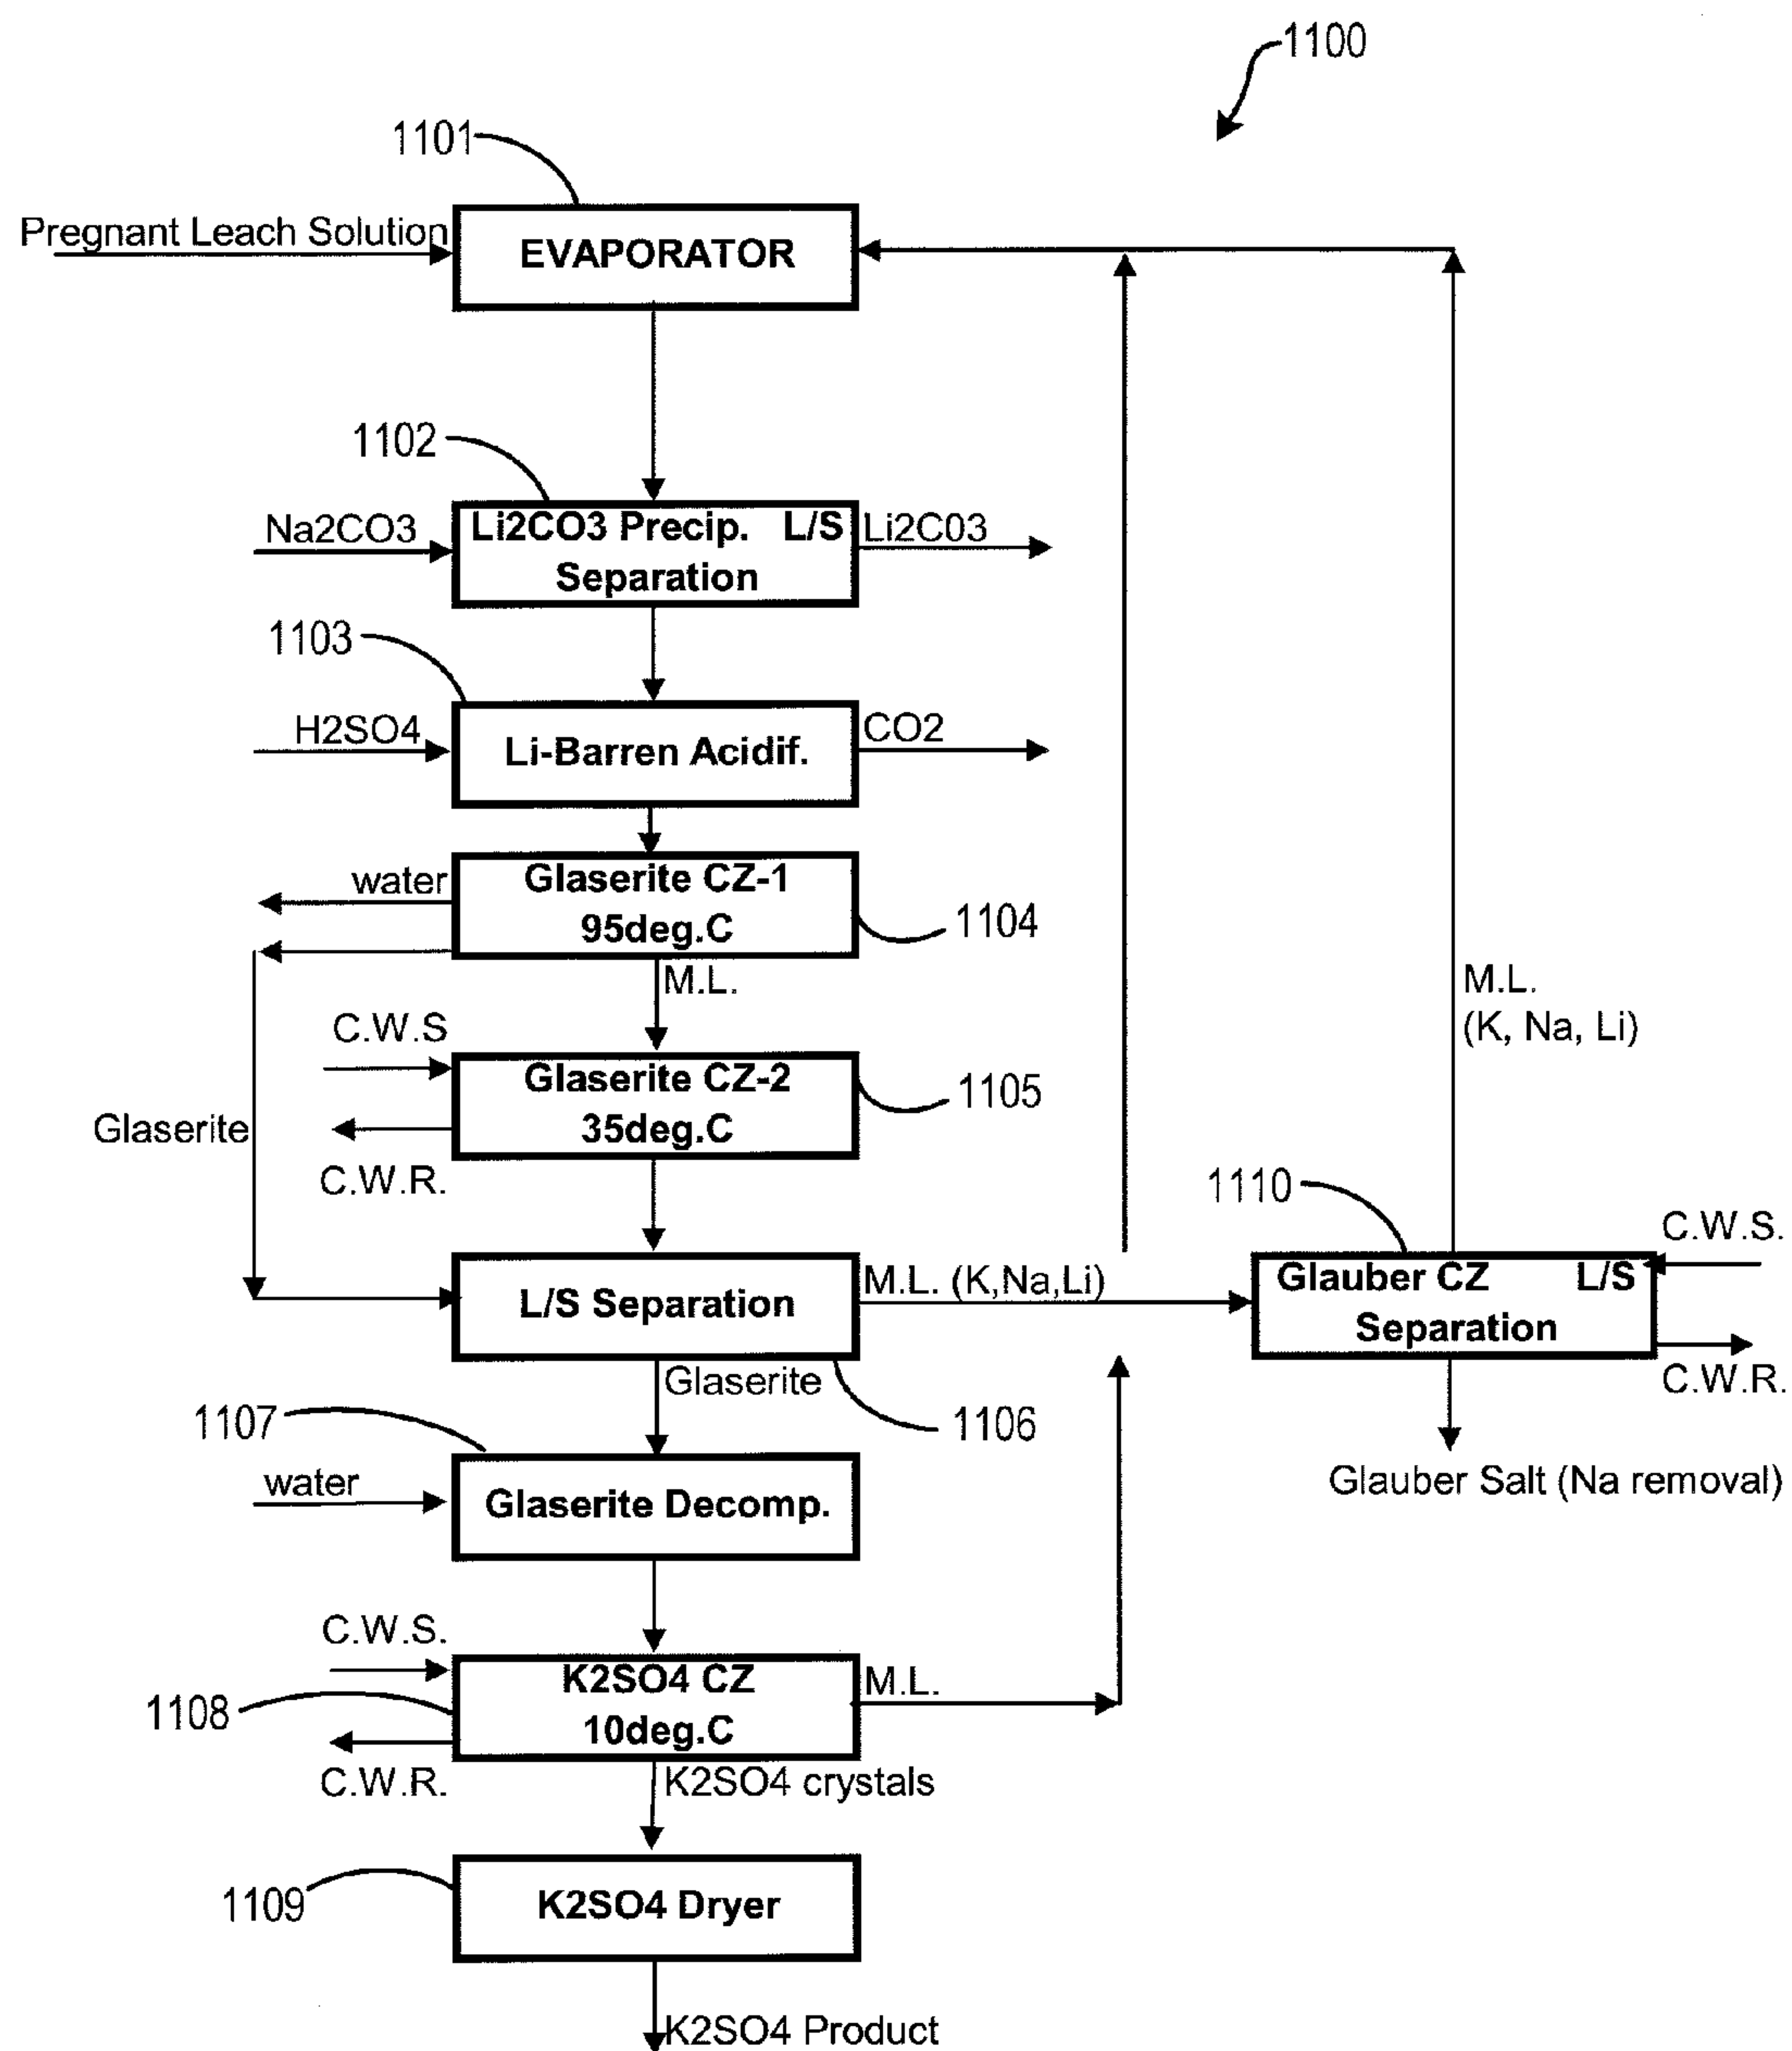 1100
1101
Pregnant Leach Solution
EVAPORATOR
1102
Na2CO3
Li2CO3 Precip. L/S
Separation
Li2C03
1103
H2SO4
Li-Barren Acidif.
CO2
water
Glaserite CZ-1
95deg.C
1104
M.L.
M.L.
(K, Na, Li)
C.W.S
Glaserite CZ-2
35deg.C
1105
Glaserite
C.W.R.
1110
C.W.S.
L/S Separation
M.L. (K,Na,Li)
Glauber CZ L/S
Separation
C.W.R.
Glaserite
1106
1107
water
Glaserite Decomp.
Glauber Salt (Na removal)
C.W.S.
K2SO4 CZ
10deg.C
M.L.
1108
C.W.R.
K2SO4 crystals
1109
K2SO4 Dryer
K2SO4 Product